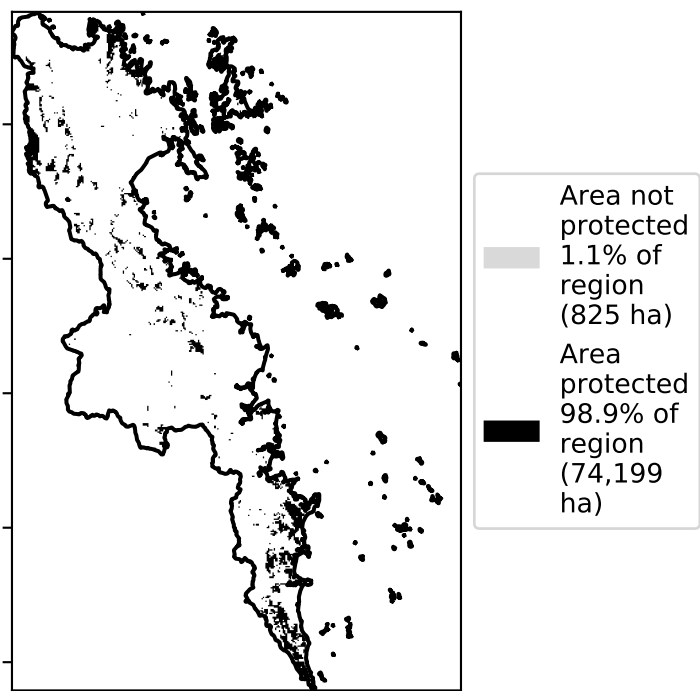 Area not
protected
1.1% of
region
(825 ha)
Area
protected
98.9% of
region
(74,199
ha)